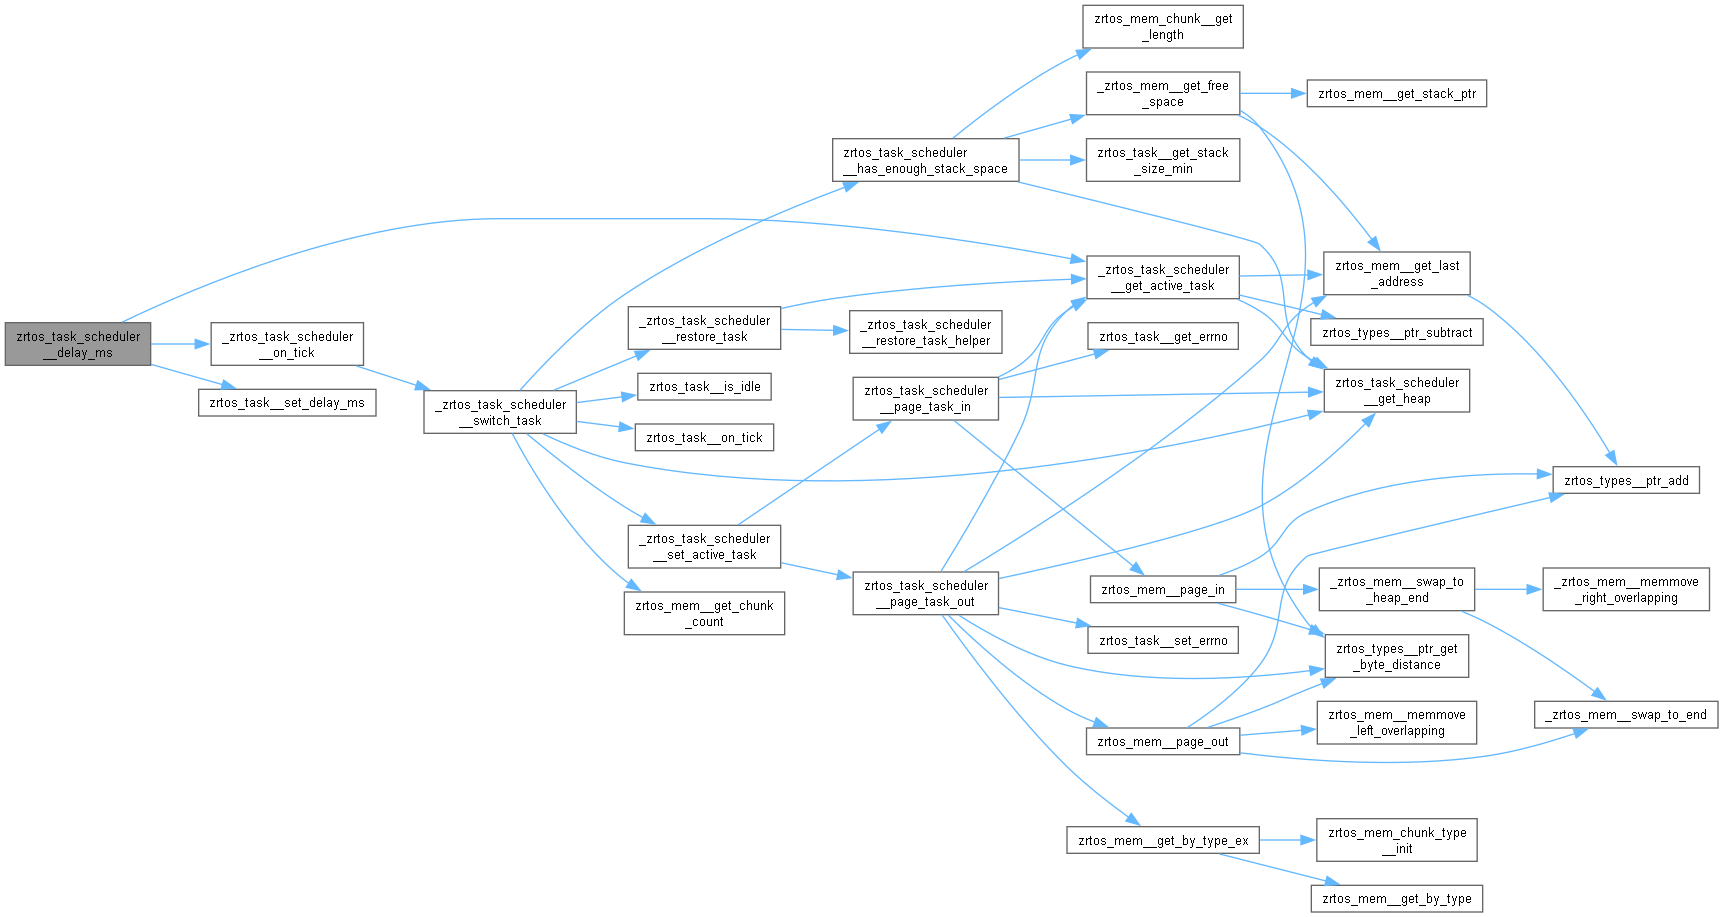 zrtos_task_scheduler
__delay_ms
_zrtos_task_scheduler
__on_tick
zrtos_task__set_delay_ms
_zrtos_task_scheduler
__switch_task
_zrtos_task_scheduler
__restore_task
zrtos_task__is_idle
zrtos_task__on_tick
_zrtos_task_scheduler
__set_active_task
zrtos_mem__get_chunk
_count
zrtos_task_scheduler
__has_enough_stack_space
_zrtos_task_scheduler
__restore_task_helper
zrtos_task_scheduler
__page_task_in
zrtos_task_scheduler
__page_task_out
zrtos_mem_chunk__get
_length
_zrtos_mem__get_free
_space
zrtos_task__get_stack
_size_min
_zrtos_task_scheduler
__get_active_task
zrtos_task__get_errno
zrtos_mem__page_in
zrtos_task__set_errno
zrtos_mem__page_out
zrtos_mem__get_by_type_ex
zrtos_mem__get_stack_ptr
zrtos_mem__get_last
_address
zrtos_types__ptr_subtract
zrtos_task_scheduler
__get_heap
_zrtos_mem__swap_to
_heap_end
zrtos_types__ptr_get
_byte_distance
zrtos_mem__memmove
_left_overlapping
zrtos_mem_chunk_type
__init
zrtos_mem__get_by_type
zrtos_types__ptr_add
_zrtos_mem__memmove
_right_overlapping
_zrtos_mem__swap_to_end